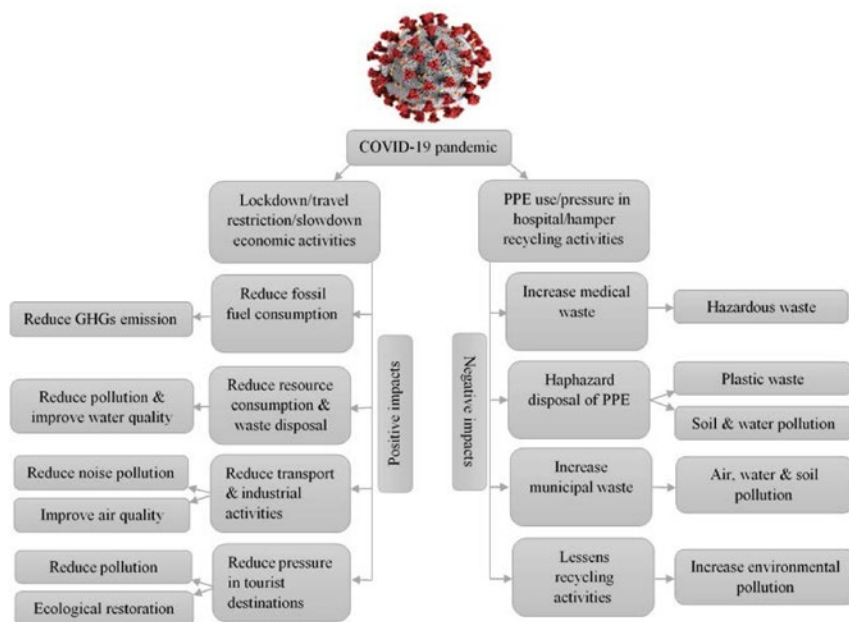 COVID-19 pandemic
Lockdown/travel
restriction/slowdown
economic activities
PPE use/pressure in
hospital/hamper
recycling activities
Positive impacts
Negative impacts
Reduce fossil
fuel consumption
Reduce GHGs emission
Reduce resource
consumption &
waste disposal
Reduce pollution &
improve water quality
Reduce transport
& industrial
activities
Reduce noise pollution
Improve air quality
Reduce pressure
in tourist
destinations
Reduce pollution
Ecological restoration
Increase medical
waste
Hazardous waste
Haphazard
disposal of PPE
Plastic waste
Soil & water pollution
Increase
municipal waste
Air, water & soil
pollution
Lessens
recycling
activities
Increase environmental
pollution